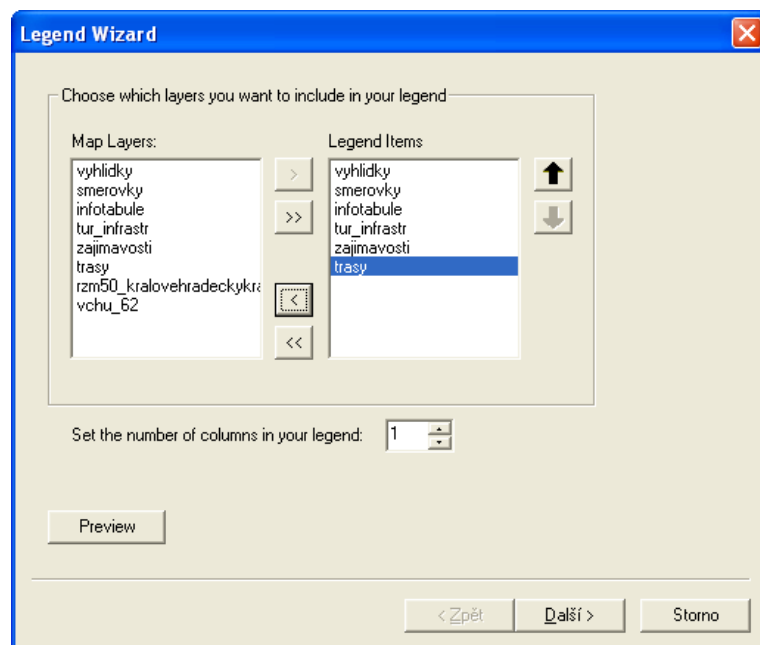 Legend Wizard
Choose which layers you want to include in your legend
Map Layers:
vyhlidky
smerovky
infotabule
tur_infrastr
zajimavosti
trasy
rzm50_kralovehradeckykra
vchu_62
>
>>
<
<<
Legend Items
vyhlidky
smerovky
infotabule
tur_infrastr
zajimavosti
trasy
Set the number of columns in your legend:
1
Preview
< Zpět
Další >
Storno